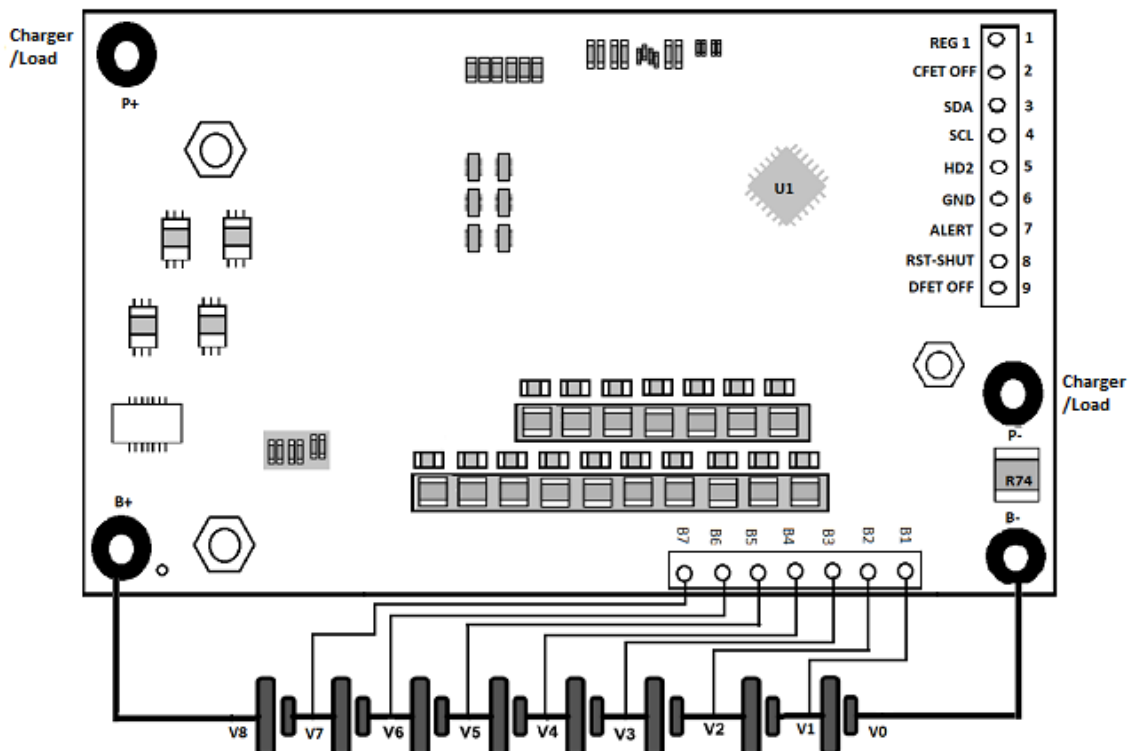 Charger
/Load
P+
REG 1 1
CFET OFF 2
SDA 3
SCL 4
HD2 5
GND 6
ALERT 7
RST-SHUT 8
DFET OFF 9
U1
Charger
/Load
P-
R74
B+
B-
B7 B6 B5 B4 B3 B2 B1
V8 V7 V6 V5 V4 V3 V2 V1 V0